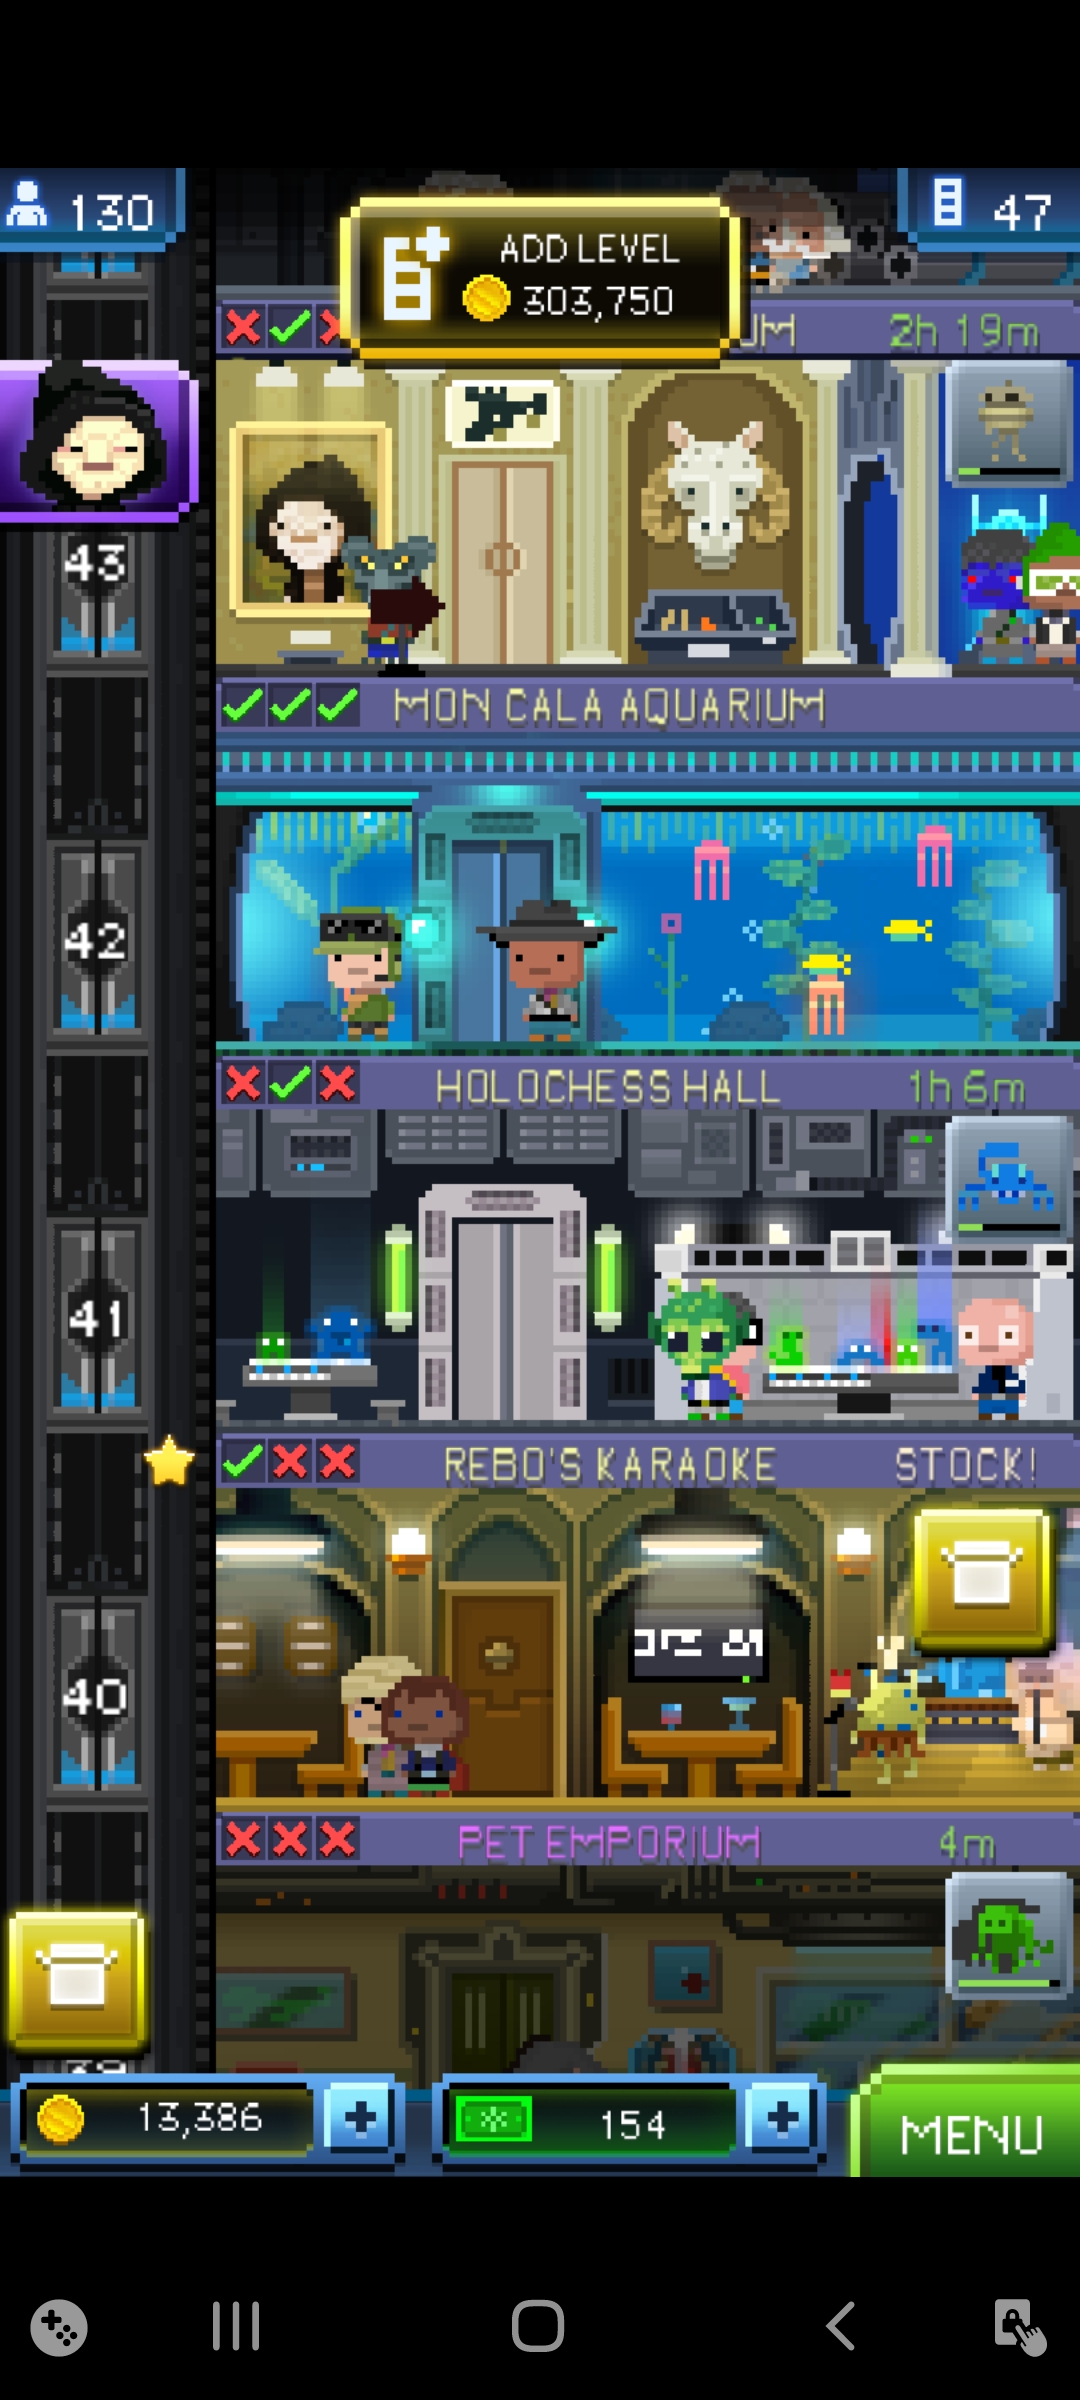 130
47
ADD LEVEL
303,750
UM
2h 19m
43
MON CALA AQUARIUM
42
HOLOCHESS HALL
1h 6m
41
REBO'S KARAOKE
STOCK!
40
PET EMPORIUM
4m
39
13,386
154
MENU